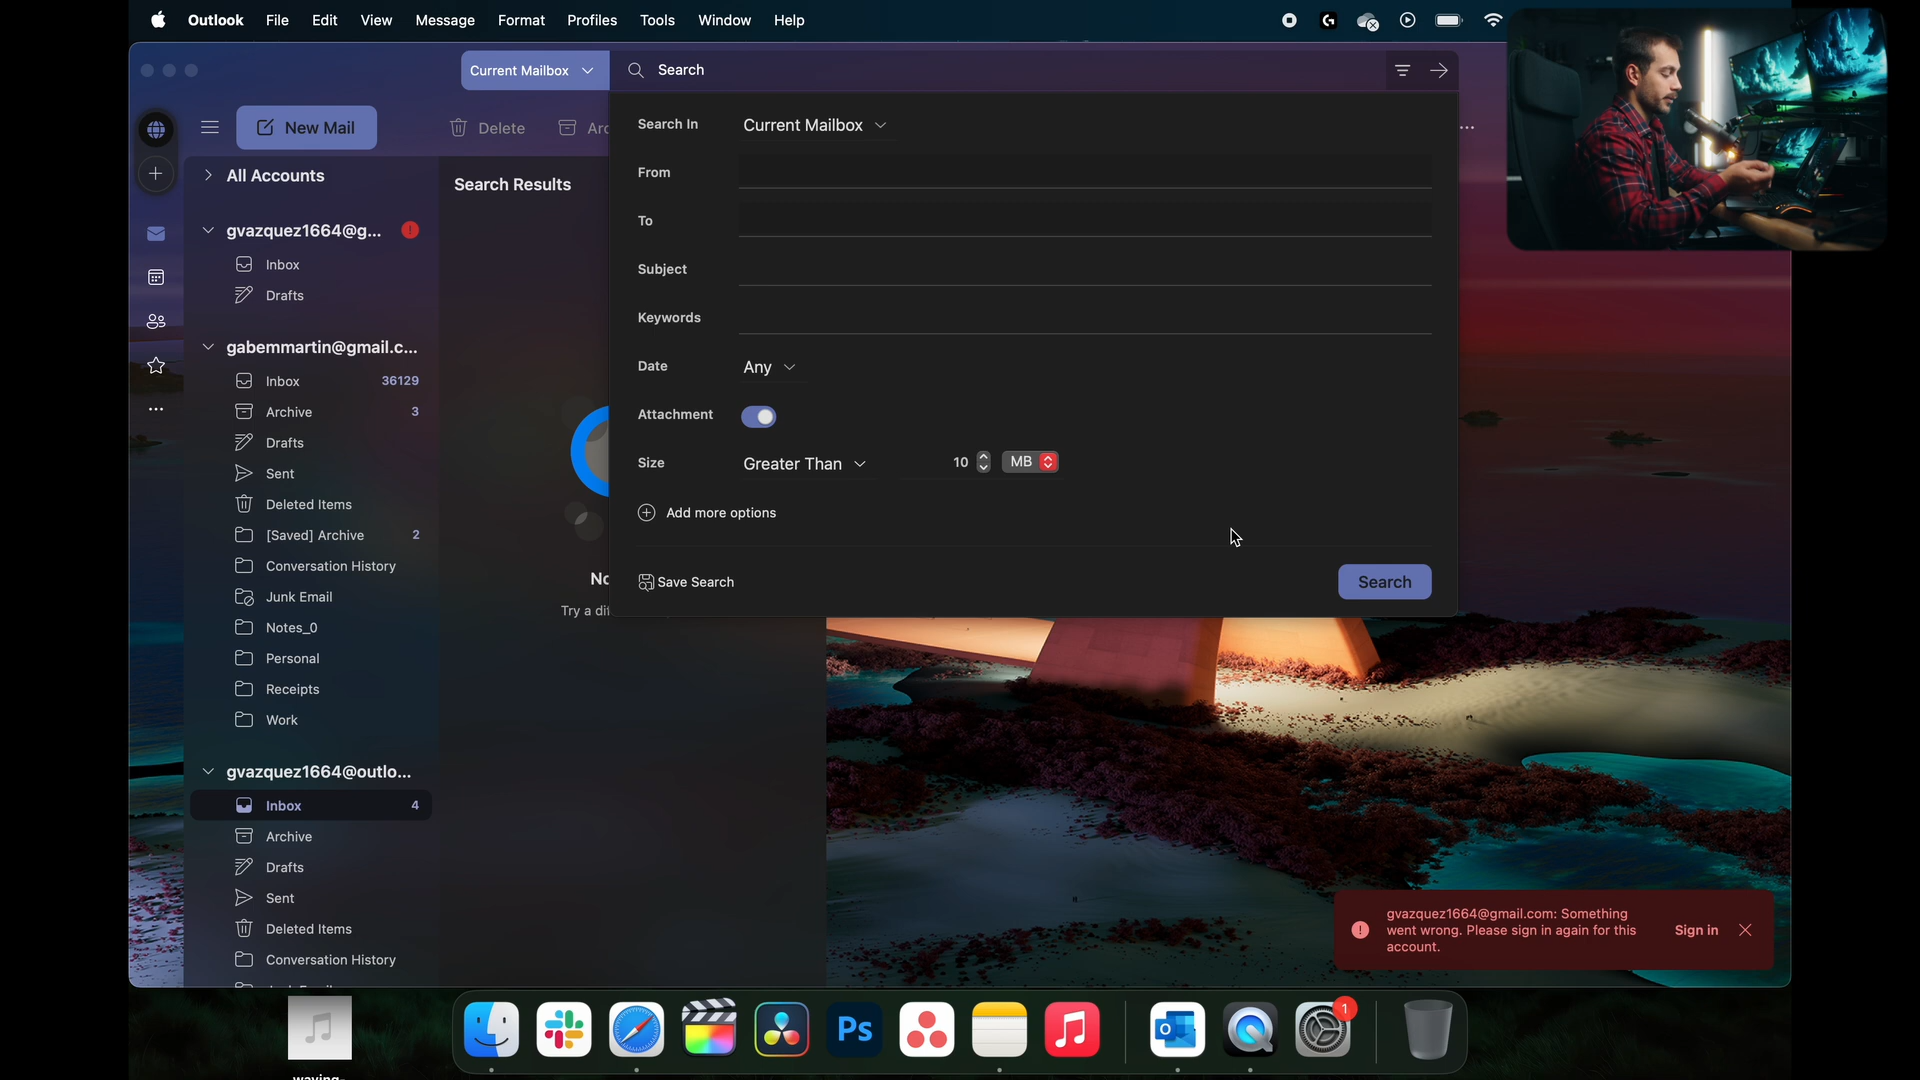 Outlook File Edit View Message Format Profiles Tools Window Help
Current Mailbox
Search
New Mail
Delete
Arc
Search In
Current Mailbox
From
To
Subject
Keywords
Date
Any
Attachment
Size
Greater Than
10
MB
Add more options
Save Search
Search
All Accounts
gvazquez1664@g...
Inbox
Drafts
gabemmartin@gmail.c...
Inbox 36129
Archive 3
Drafts
Sent
Deleted Items
[Saved] Archive 2
Conversation History
Junk Email
Notes_0
Personal
Receipts
Work
gvazquez1664@outlo...
Inbox 4
Archive
Drafts
Sent
Deleted Items
Conversation History
Search Results
No
Try a dif
gvazquez1664@gmail.com: Something
went wrong. Please sign in again for this
account.
Sign in
Ps
1